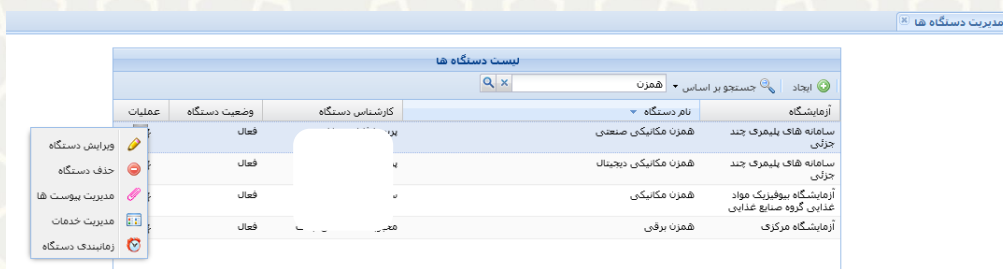 مدیریت دستگاه ها
لیست دستگاه ها
ایجاد جستجو بر اساس همزن
آزمایشگاه نام دستگاه کارشناس دستگاه وضعیت دستگاه عملیات
سامانه های پلیمری چند جزئی همزن مکانیکی صنعتی فعال
سامانه های پلیمری چند جزئی همزن مکانیکی دیجیتال فعال
آزمایشگاه بیوفیزیک مواد غذایی گروه صنایع غذایی همزن مکانیکی فعال
آزمایشگاه مرکزی همزن برقی فعال
ویرایش دستگاه
حذف دستگاه
مدیریت پیوست ها
مدیریت خدمات
زمانبندی دستگاه